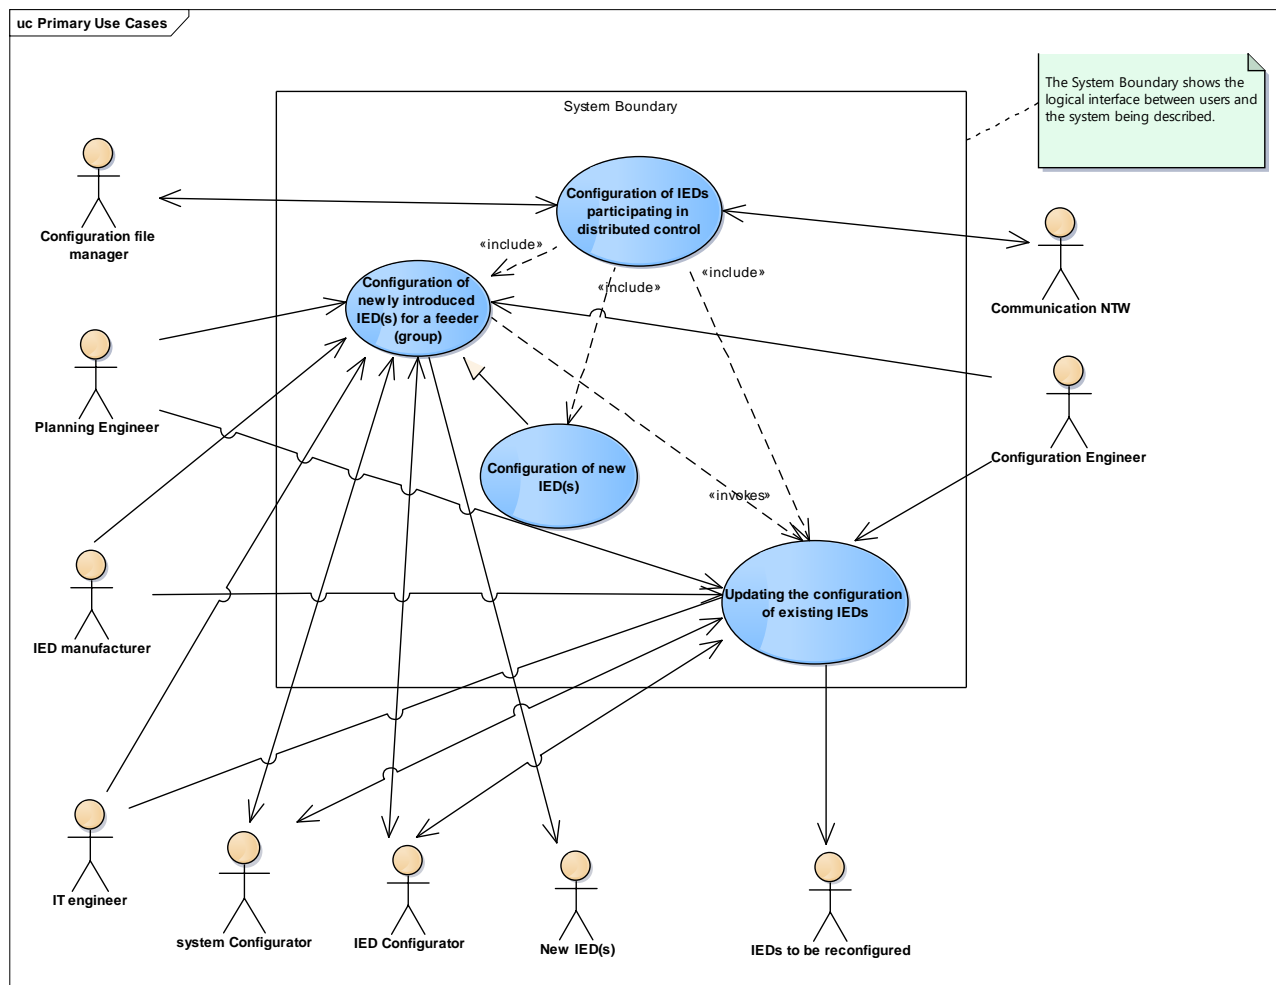 uc Primary Use Cases
System Boundary
The System Boundary shows the
logical interface between users and
the system being described.
Configuration of IEDs
participating in
distributed control
Configuration file
manager
«include»
«include»
«include»
Configuration of
newly introduced
IED(s) for a feeder
(group)
Communication NTW
Planning Engineer
Configuration Engineer
Configuration of new
IED(s)
«invokes»
Updating the configuration
of existing IEDs
IED manufacturer
IT engineer
system Configurator
IED Configurator
New IED(s)
IEDs to be reconfigured